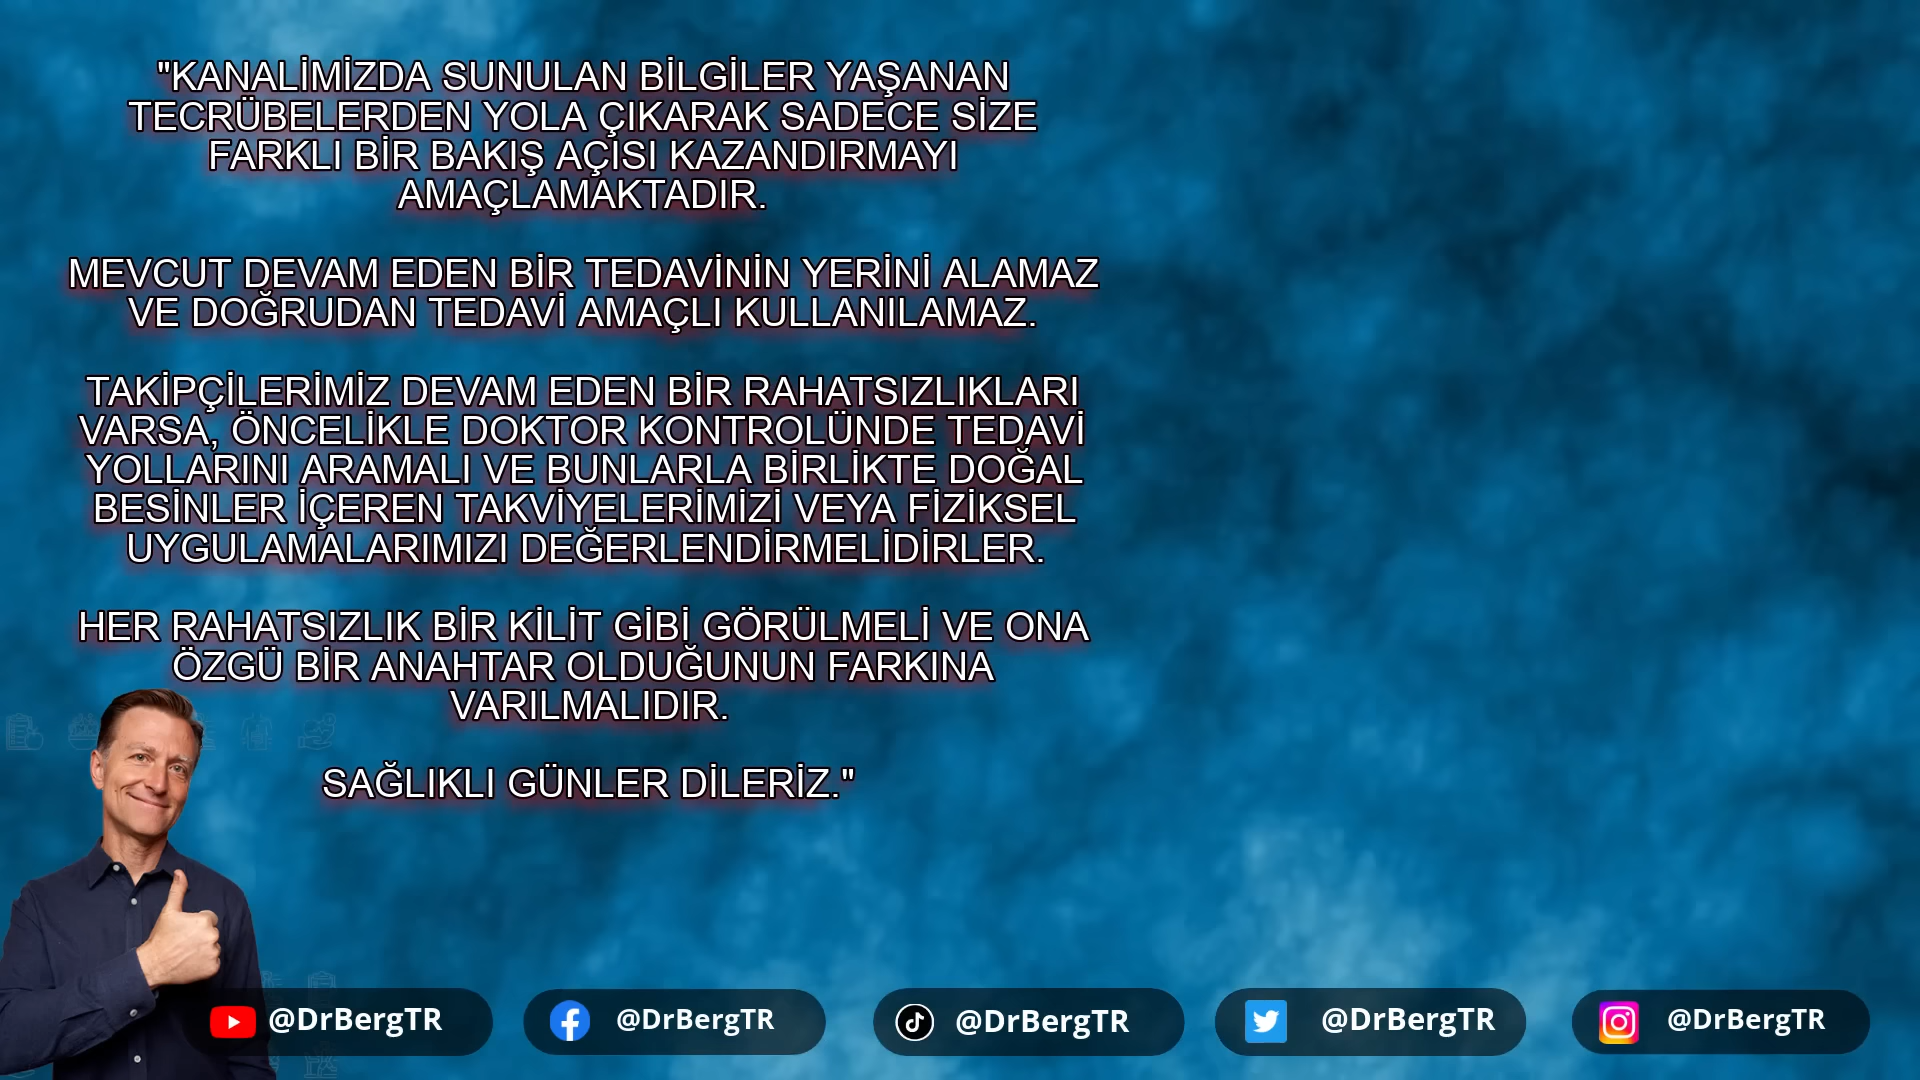 "KANALİMİZDA SUNULAN BİLGİLER YAŞANAN
TECRÜBELERDEN YOLA ÇIKARAK SADECE SİZE
FARKLI BİR BAKIŞ AÇISI KAZANDIRMAYI
AMAÇLAMAKTADIR.
MEVCUT DEVAM EDEN BİR TEDAVİNİN YERİNİ ALAMAZ
VE DOĞRUDAN TEDAVİ AMAÇLI KULLANILAMAZ.
TAKİPÇİLERİMİZ DEVAM EDEN BİR RAHATSIZLIKLARI
VARSA, ÖNCELİKLE DOKTOR KONTROLÜNDE TEDAVİ
YOLLARINI ARAMALI VE BUNLARLA BİRLİKTE DOĞAL
BESİNLER İÇEREN TAKVİYELERİMİZİ VEYA FİZİKSEL
UYGULAMALARIMIZI DEĞERLENDİRMELİDİRLER.
HER RAHATSIZLIK BİR KİLİT GİBİ GÖRÜLMELİ VE ONA
ÖZGÜ BİR ANAHTAR OLDUĞUNUN FARKINA
VARILMALIDIR.
SAĞLIKLI GÜNLER DİLERİZ."
@DrBergTR
@DrBergTR
@DrBergTR
@DrBergTR
@DrBergTR